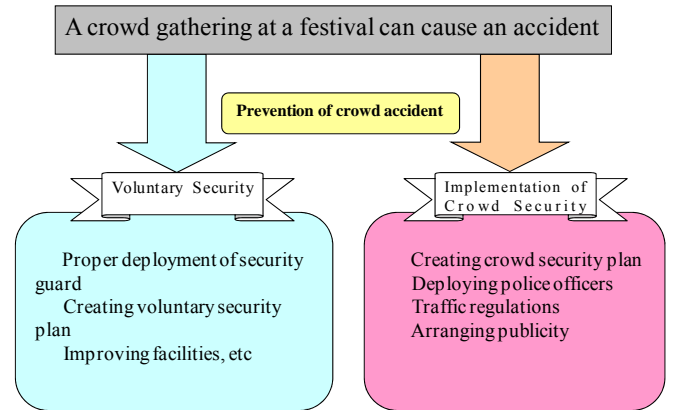 A crowd gathering at a festival can cause an accident
Prevention of crowd accident
Voluntary Security
Implementation of
Crowd Security
Proper deployment of security
guard
Creating voluntary security
plan
Improving facilities, etc
Creating crowd security plan
Deploying police officers
Traffic regulations
Arranging publicity